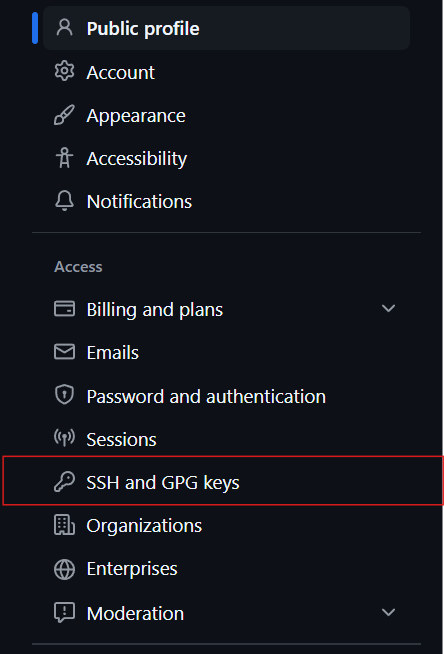 Public profile
Account
Appearance
Accessibility
Notifications
Access
Billing and plans
Emails
Password and authentication
Sessions
SSH and GPG keys
Organizations
Enterprises
Moderation